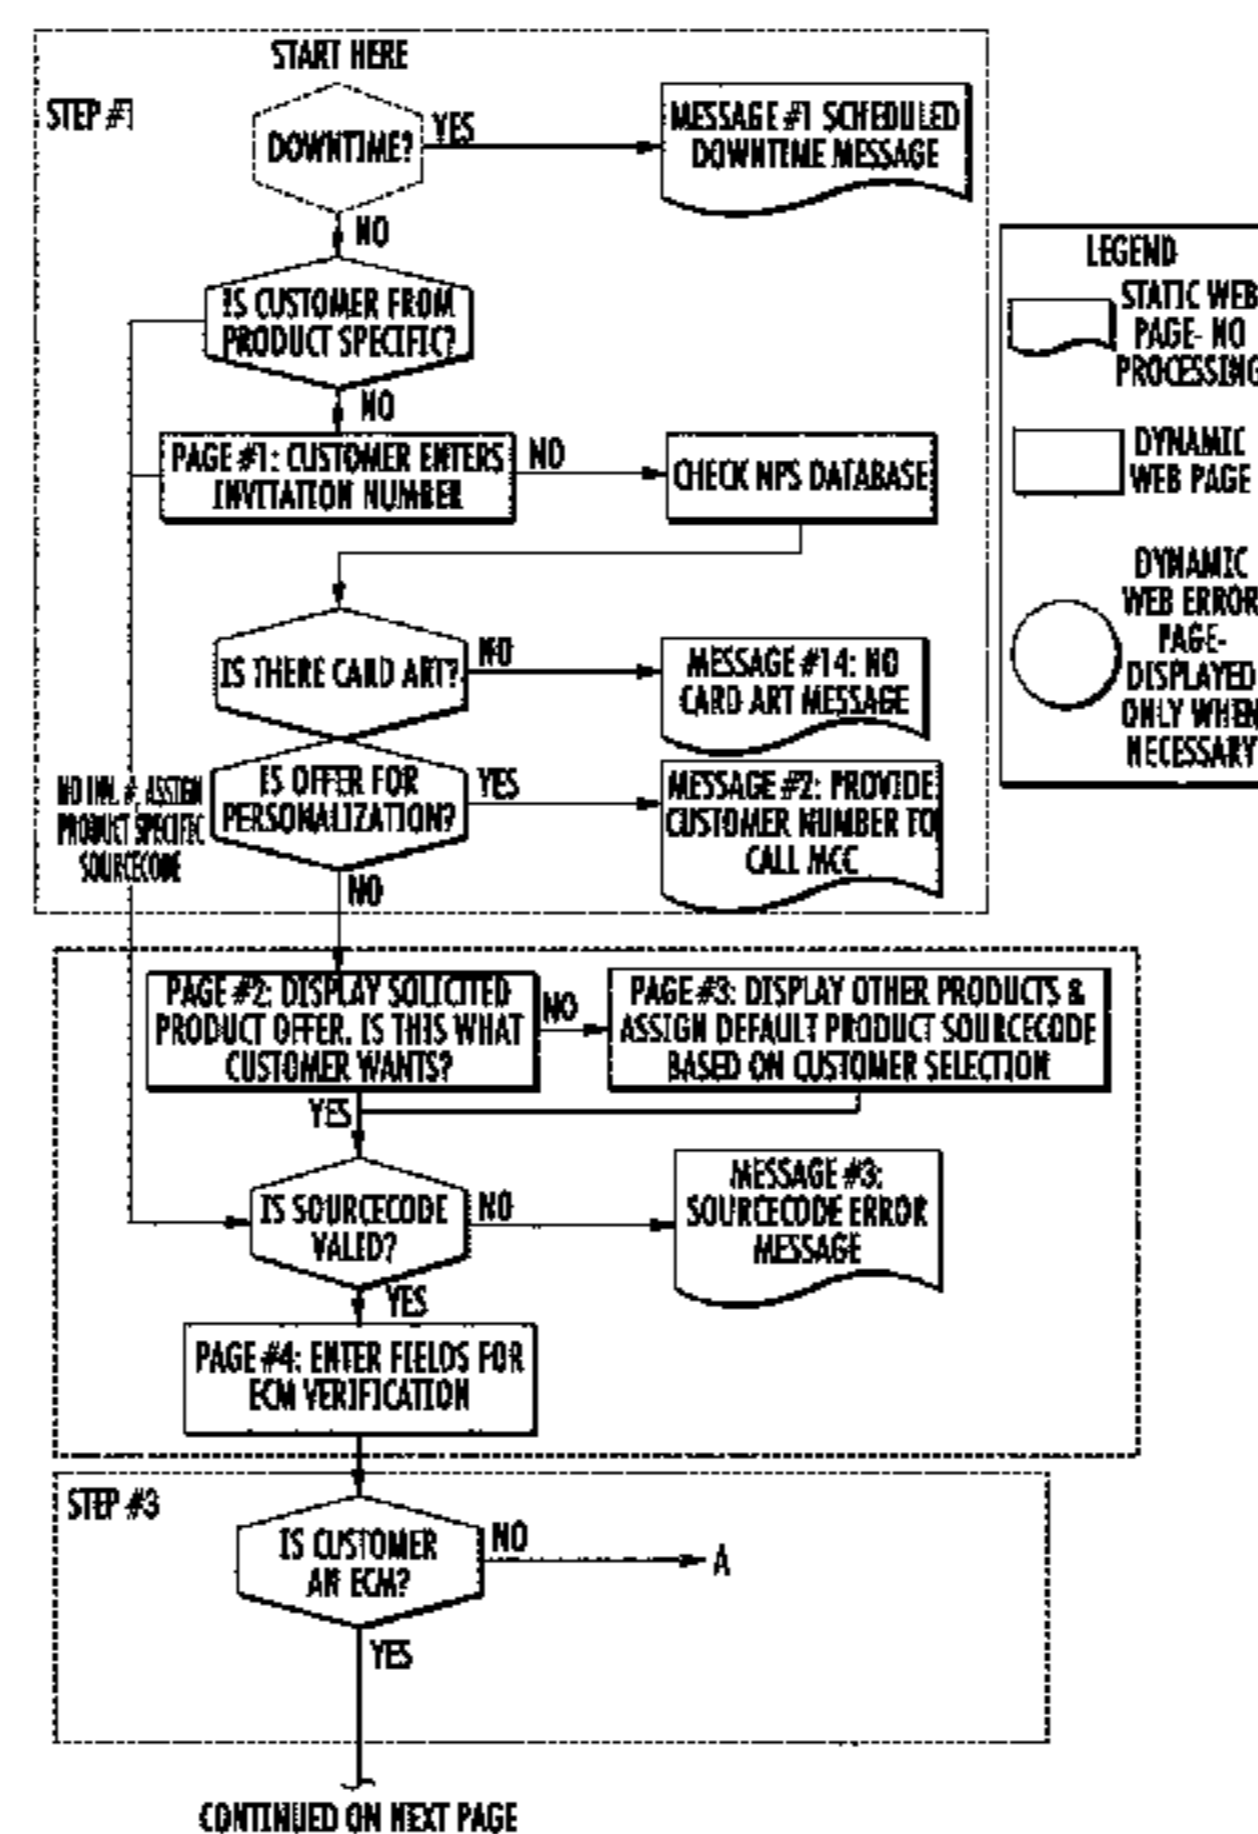 START HERE
STEP #1
DOWNTIME?
YES
MESSAGE #1 SCHEDULED
DOWNTIME MESSAGE
NO
IS CUSTOMER FROM
PRODUCT SPECIFIC?
NO
PAGE #1: CUSTOMER ENTERS
INVITATION NUMBER
NO
CHECK NPS DATABASE
IS THERE CARD ART?
NO
MESSAGE #14: NO
CARD ART MESSAGE
IS OFFER FOR
PERSONALIZATION?
YES
MESSAGE #2: PROVIDE
CUSTOMER NUMBER TO
CALL MCC
NO INV. #, ASSIGN
PRODUCT SPECIFIC
SOURCECODE
NO
LEGEND
STATIC WEB
PAGE- NO
PROCESSING
DYNAMIC
WEB PAGE
DYNAMIC
WEB ERROR
PAGE-
DISPLAYED
ONLY WHEN
NECESSARY
PAGE #2: DISPLAY SOLICITED
PRODUCT OFFER. IS THIS WHAT
CUSTOMER WANTS?
NO
PAGE #3: DISPLAY OTHER PRODUCTS &
ASSIGN DEFAULT PRODUCT SOURCECODE
BASED ON CUSTOMER SELECTION
YES
IS SOURCECODE
VALID?
NO
MESSAGE #3:
SOURCECODE ERROR
MESSAGE
YES
PAGE #4: ENTER FIELDS FOR
ECM VERIFICATION
STEP #3
IS CUSTOMER
AN ECM?
NO
A
YES
CONTINUED ON NEXT PAGE